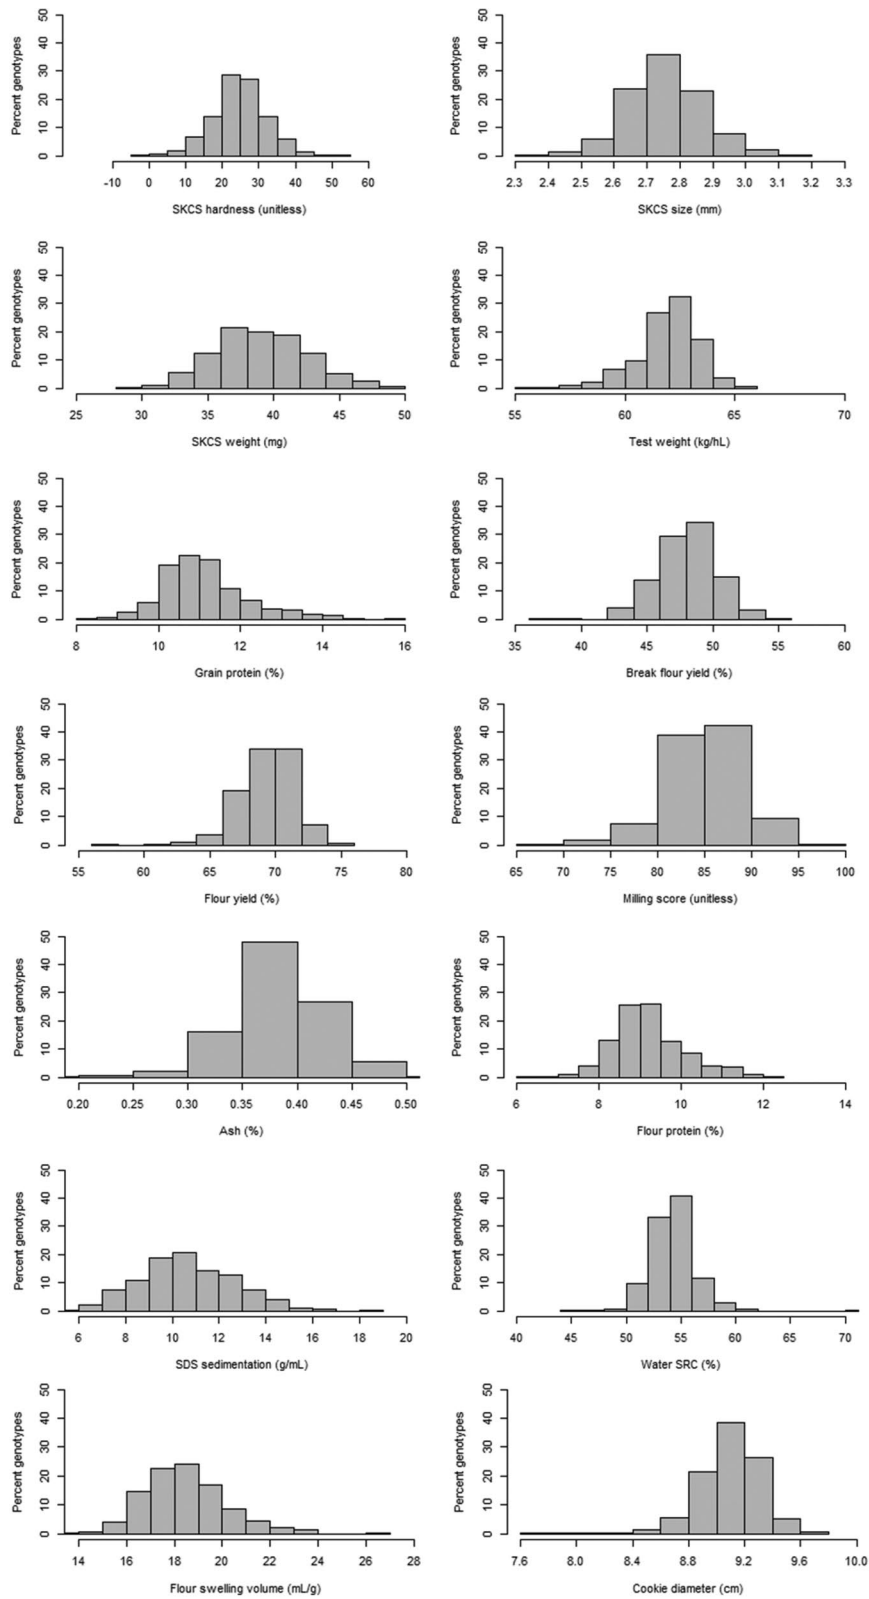 Percent genotypes
0 10 20 30 40 50
-10 0 10 20 30 40 50 60
SKCS hardness (unitless)
Percent genotypes
0 10 20 30 40 50
2.3 2.4 2.5 2.6 2.7 2.8 2.9 3.0 3.1 3.2 3.3
SKCS size (mm)
Percent genotypes
0 10 20 30 40 50
25 30 35 40 45 50
SKCS weight (mg)
Percent genotypes
0 10 20 30 40 50
55 60 65 70
Test weight (kg/hL)
Percent genotypes
0 10 20 30 40 50
8 10 12 14 16
Grain protein (%)
Percent genotypes
0 10 20 30 40 50
35 40 45 50 55 60
Break flour yield (%)
Percent genotypes
0 10 20 30 40 50
55 60 65 70 75 80
Flour yield (%)
Percent genotypes
0 10 20 30 40 50
65 70 75 80 85 90 95 100
Milling score (unitless)
Percent genotypes
0 10 20 30 40 50
0.20 0.25 0.30 0.35 0.40 0.45 0.50
Ash (%)
Percent genotypes
0 10 20 30 40 50
6 8 10 12 14
Flour protein (%)
Percent genotypes
0 10 20 30 40 50
6 8 10 12 14 16 18 20
SDS sedimentation (g/mL)
Percent genotypes
0 10 20 30 40 50
40 45 50 55 60 65 70
Water SRC (%)
Percent genotypes
0 10 20 30 40 50
14 16 18 20 22 24 26 28
Flour swelling volume (mL/g)
Percent genotypes
0 10 20 30 40 50
7.6 8.0 8.4 8.8 9.2 9.6 10.0
Cookie diameter (cm)